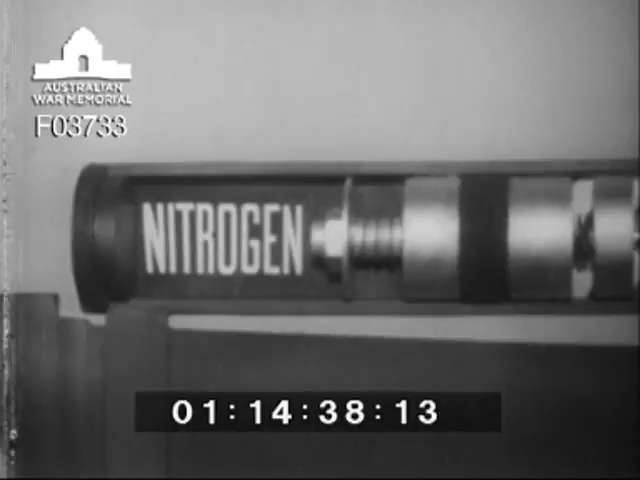 AUSTRALIAN
WAR MEMORIAL
F03733
NITROGEN
01:14:38:13